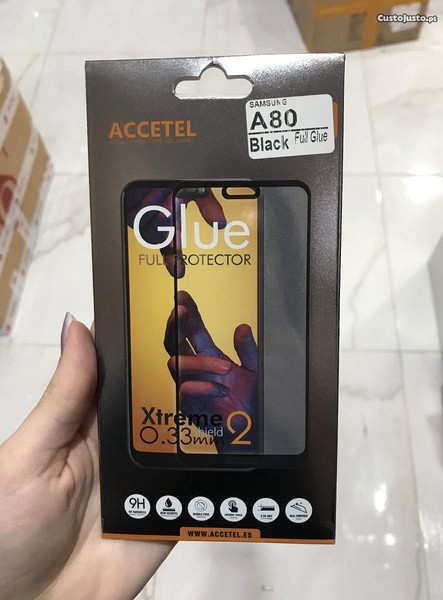 CustoJusto.pt
SAMSUNG
A80
Black Full Glue
ACCETEL
Glue
FULL PROTECTOR
Xtreme
shield
0.33mm 2
9H
WWW.ACCETEL.ES